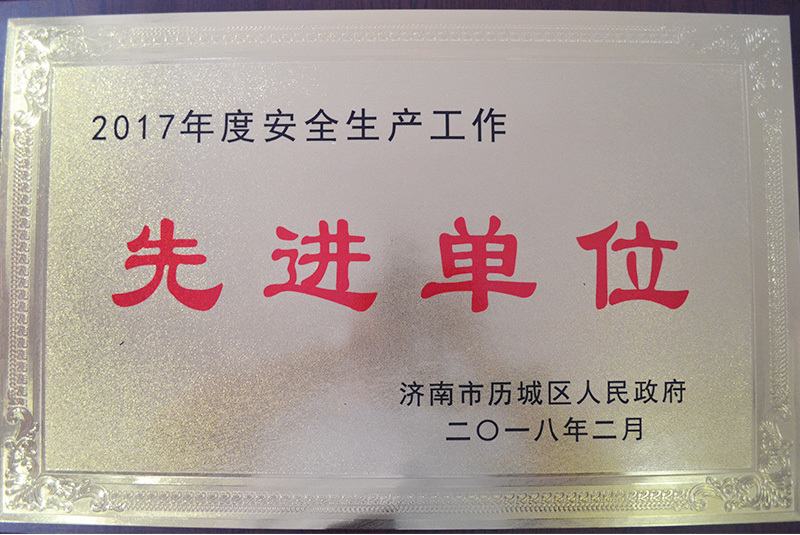 2017年度安全生产工作
先进单位
济南市历城区人民政府
二〇一八年二月